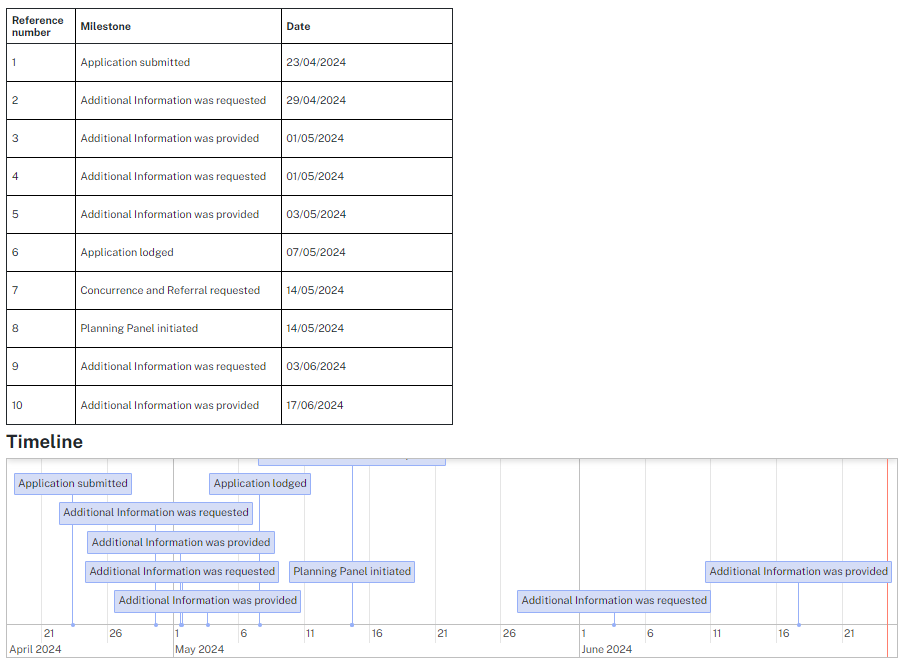 Reference number Milestone Date
1 Application submitted 23/04/2024
2 Additional Information was requested 29/04/2024
3 Additional Information was provided 01/05/2024
4 Additional Information was requested 01/05/2024
5 Additional Information was provided 03/05/2024
6 Application lodged 07/05/2024
7 Concurrence and Referral requested 14/05/2024
8 Planning Panel initiated 14/05/2024
9 Additional Information was requested 03/06/2024
10 Additional Information was provided 17/06/2024
Timeline
Application submitted Application lodged
Additional Information was requested
Additional Information was provided
Additional Information was requested Planning Panel initiated Additional Information was provided
Additional Information was provided Additional Information was requested
21 26 1 6 11 16 21 26 1 6 11 16 21
April 2024 May 2024 June 2024